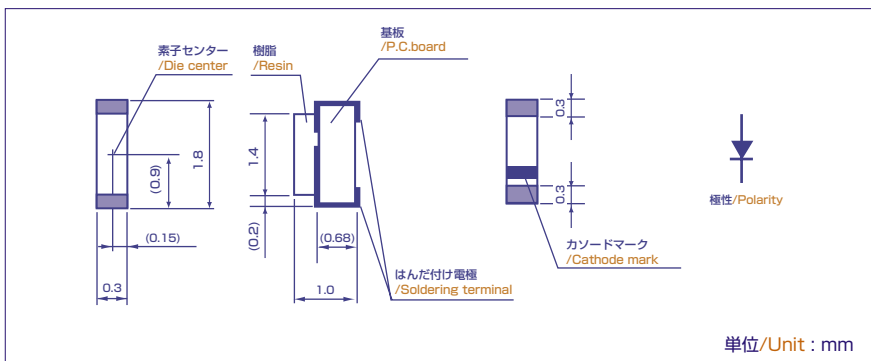 素子センター
/Die center
樹脂
/Resin
基板
/P.C.board
1.8
(0.9)
(0.15)
0.3
1.4
(0.2)
(0.68)
1.0
はんだ付け電極
/Soldering terminal
0.3
0.3
カソードマーク
/Cathode mark
極性/Polarity
単位/Unit : mm